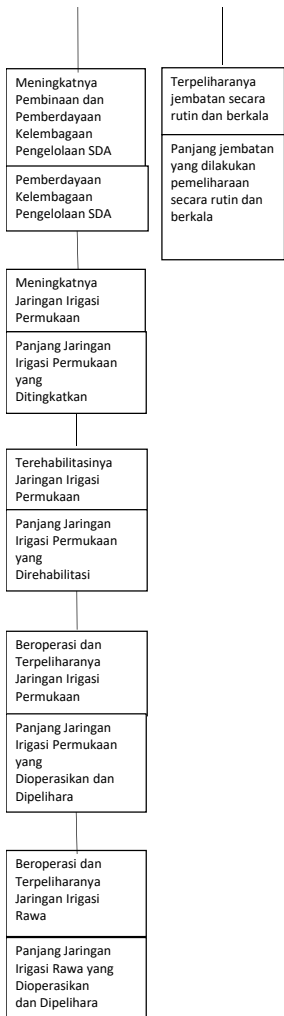 Meningkatnya
Pembinaan dan
Pemberdayaan
Kelembagaan
Pengelolaan SDA
Pemberdayaan
Kelembagaan
Pengelolaan SDA
Meningkatnya
Jaringan Irigasi
Permukaan
Panjang Jaringan
Irigasi Permukaan
yang
Ditingkatkan
Terehabilitasinya
Jaringan Irigasi
Permukaan
Panjang Jaringan
Irigasi Permukaan
yang
Direhabilitasi
Beroperasi dan
Terpeliharanya
Jaringan Irigasi
Permukaan
Panjang Jaringan
Irigasi Permukaan
yang
Dioperasikan dan
Dipelihara
Beroperasi dan
Terpeliharanya
Jaringan Irigasi
Rawa
Panjang Jaringan
Irigasi Rawa yang
Dioperasikan
dan Dipelihara
Terpeliharanya
jembatan secara
rutin dan berkala
Panjang jembatan
yang dilakukan
pemeliharaan
secara rutin dan
berkala